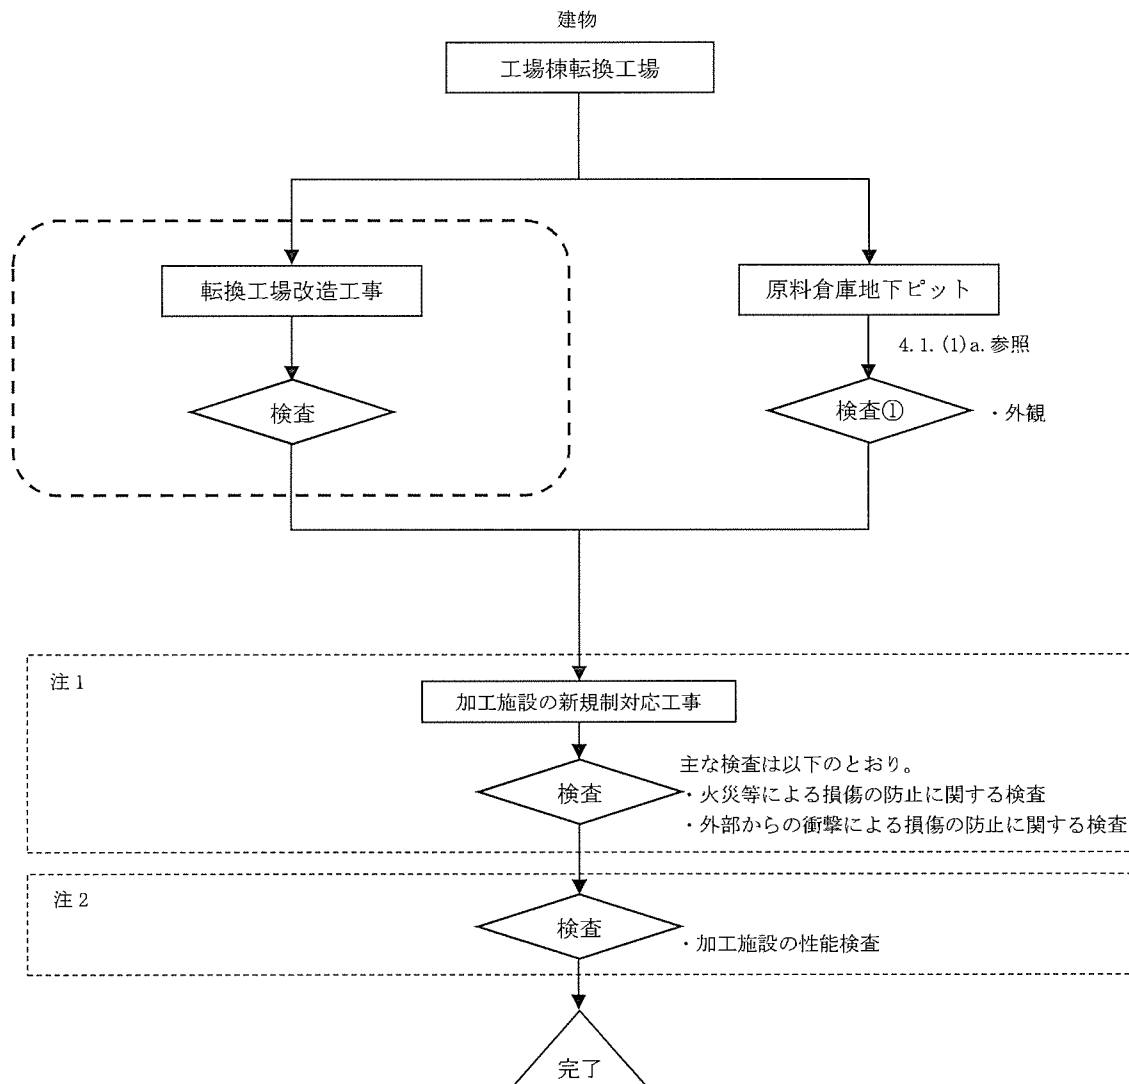 建物
工場棟転換工場
転換工場改造工事
原料倉庫地下ピット
4.1.(1)a.参照
検査
検査①
・外観
注1
加工施設の新規制対応工事
検査
主な検査は以下のとおり。
・火災等による損傷の防止に関する検査
・外部からの衝撃による損傷の防止に関する検査
注2
検査
・加工施設の性能検査
完了